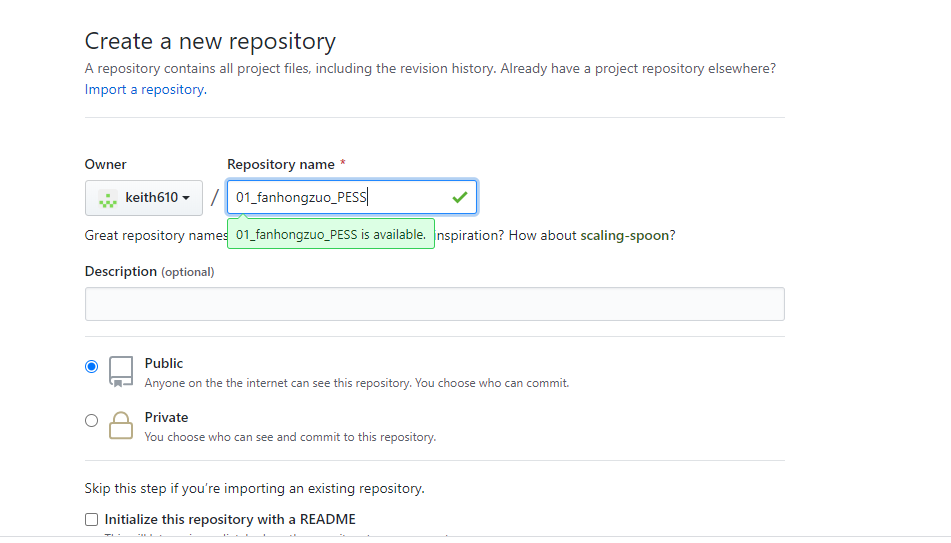 Create a new repository
A repository contains all project files, including the revision history. Already have a project repository elsewhere?
Import a repository.
Owner Repository name *
keith610 / 01_fanhongzuo_PESS
Great repository names 01_fanhongzuo_PESS is available. inspiration? How about scaling-spoon?
Description (optional)
Public
Anyone on the the internet can see this repository. You choose who can commit.
Private
You choose who can see and commit to this repository.
Skip this step if you're importing an existing repository.
Initialize this repository with a README